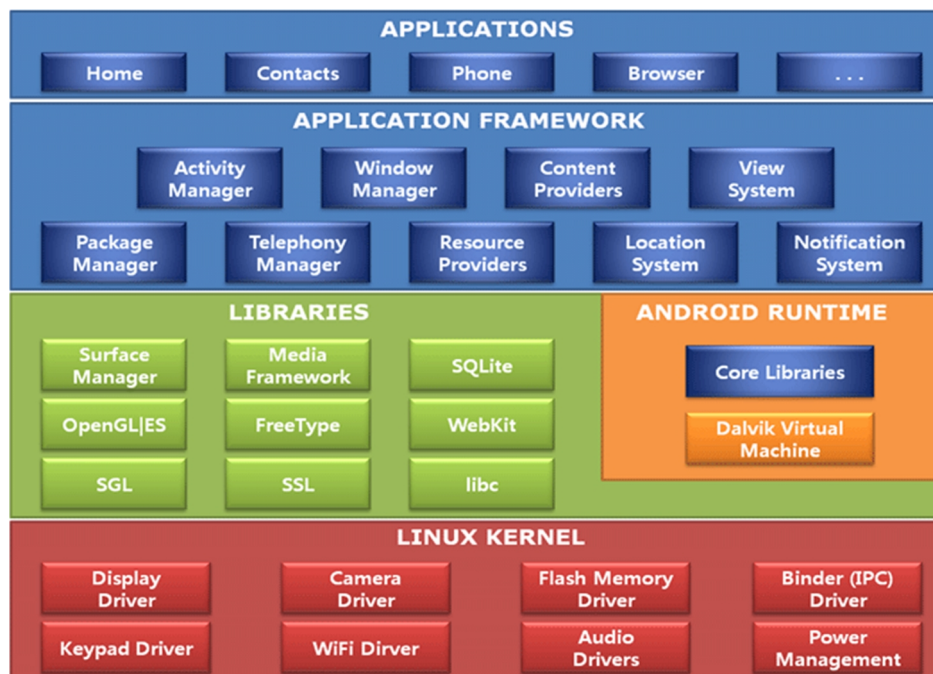 APPLICATIONS
Home
Contacts
Phone
Browser
. . .
APPLICATION FRAMEWORK
Activity
Manager
Window
Manager
Content
Providers
View
System
Package
Manager
Telephony
Manager
Resource
Providers
Location
System
Notification
System
LIBRARIES
Surface
Manager
Media
Framework
SQLite
OpenGL|ES
FreeType
WebKit
SGL
SSL
libc
ANDROID RUNTIME
Core Libraries
Dalvik Virtual
Machine
LINUX KERNEL
Display
Driver
Camera
Driver
Flash Memory
Driver
Binder (IPC)
Driver
Keypad Driver
WiFi Dirver
Audio
Drivers
Power
Management